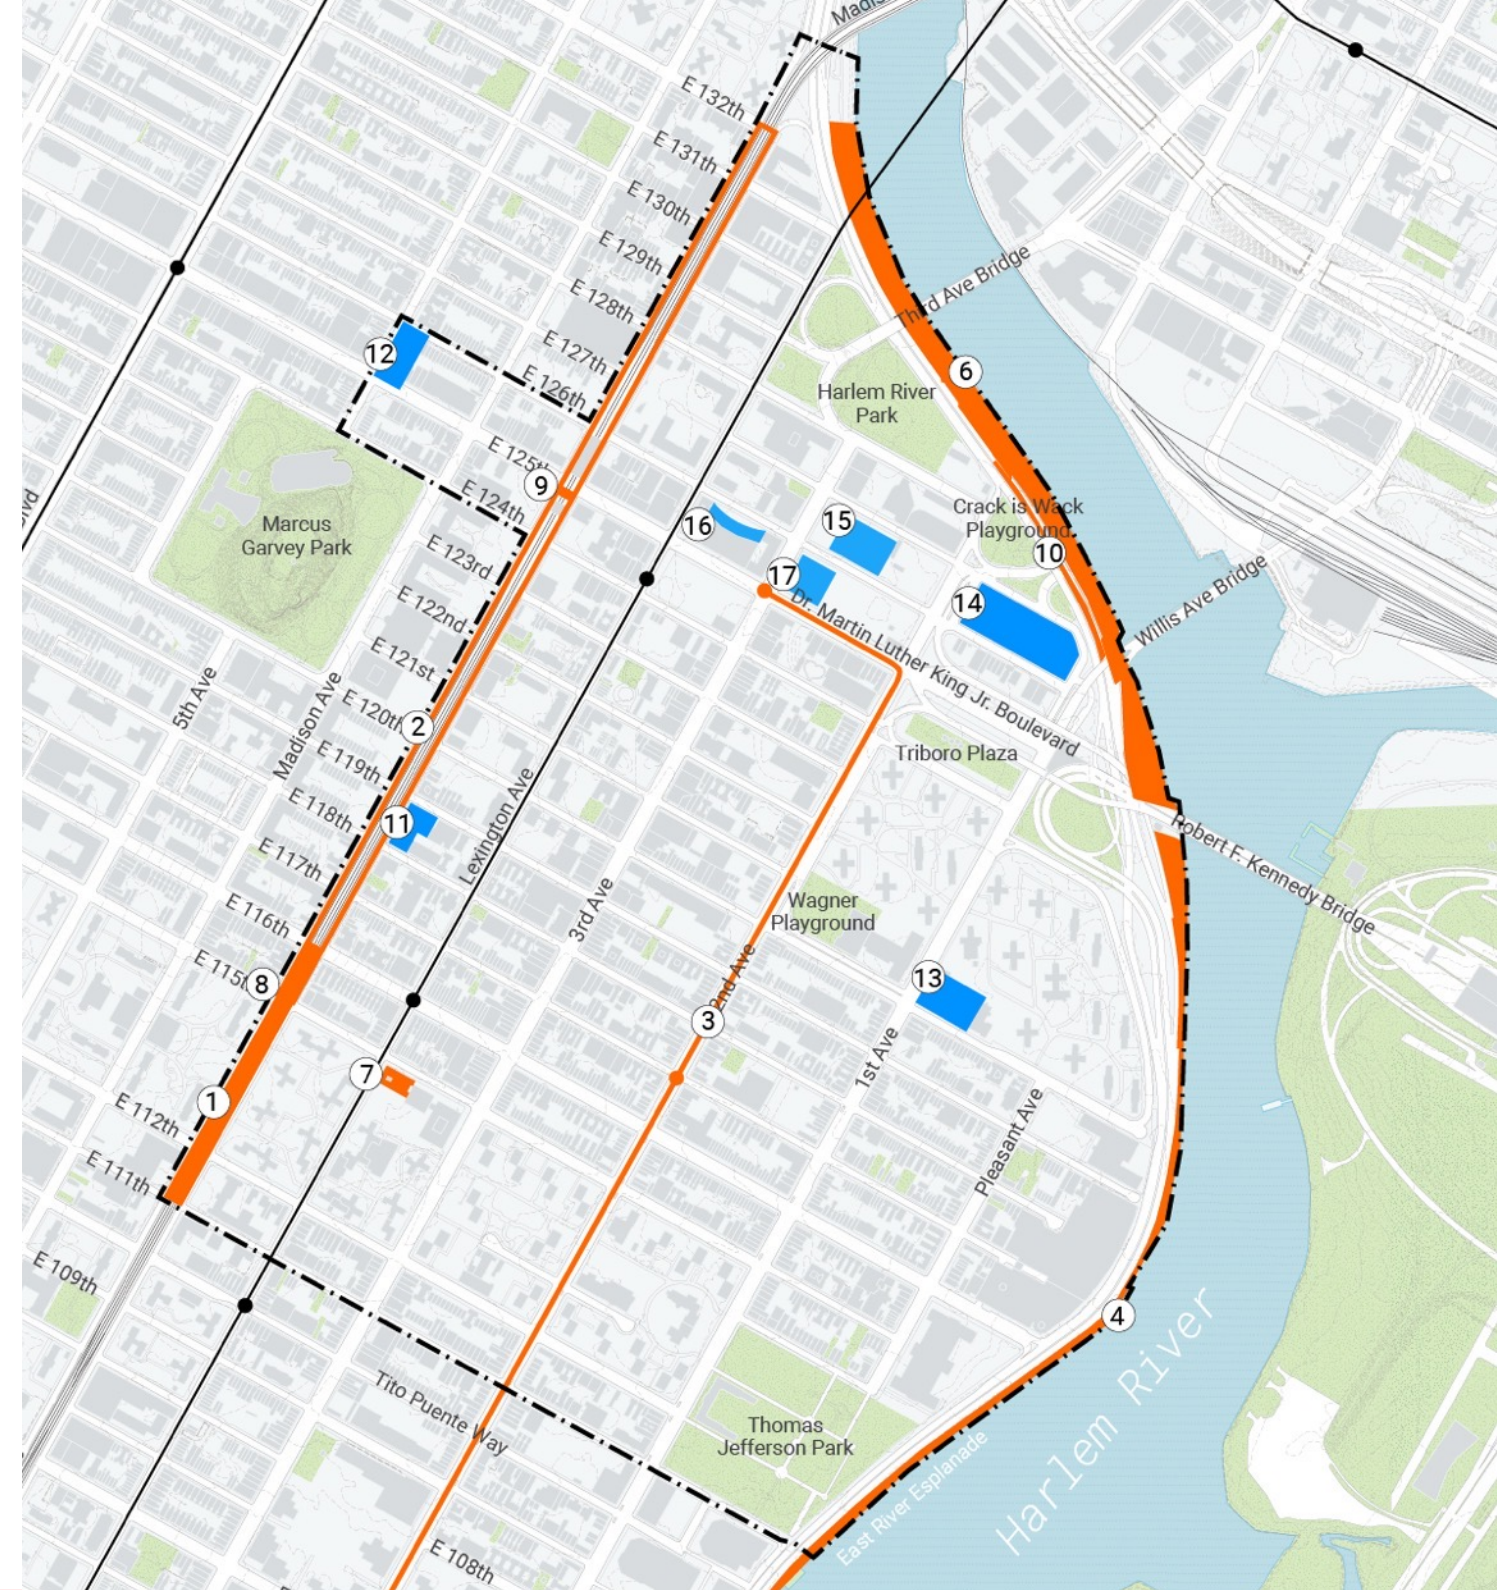 Madis
E 132th
E 131th
E 130th
E 129th
E 128th
E 127th
E 126th
Third Ave Bridge
6
12
Harlem River
Park
E 125th
9
E 124th
Marcus
Garvey Park
E 123rd
16
15
Crack is Wack
Playground
10
17
14
Dr. Martin Luther King Jr. Boulevard
Willis Ave Bridge
E 122nd
E 121st
lvd
5th Ave
Madison Ave
E 120th
2
E 119th
Triboro Plaza
E 118th
11
Lexington Ave
E 117th
Robert F. Kennedy Bridge
3rd Ave
Wagner
Playground
E 116th
E 115t
8
2nd Ave
13
3
1st Ave
7
1
E 112th
Pleasant Ave
E 111th
E 109th
4
Harlem River
Tito Puente Way
Thomas
Jefferson Park
East River Esplanade
E 108th